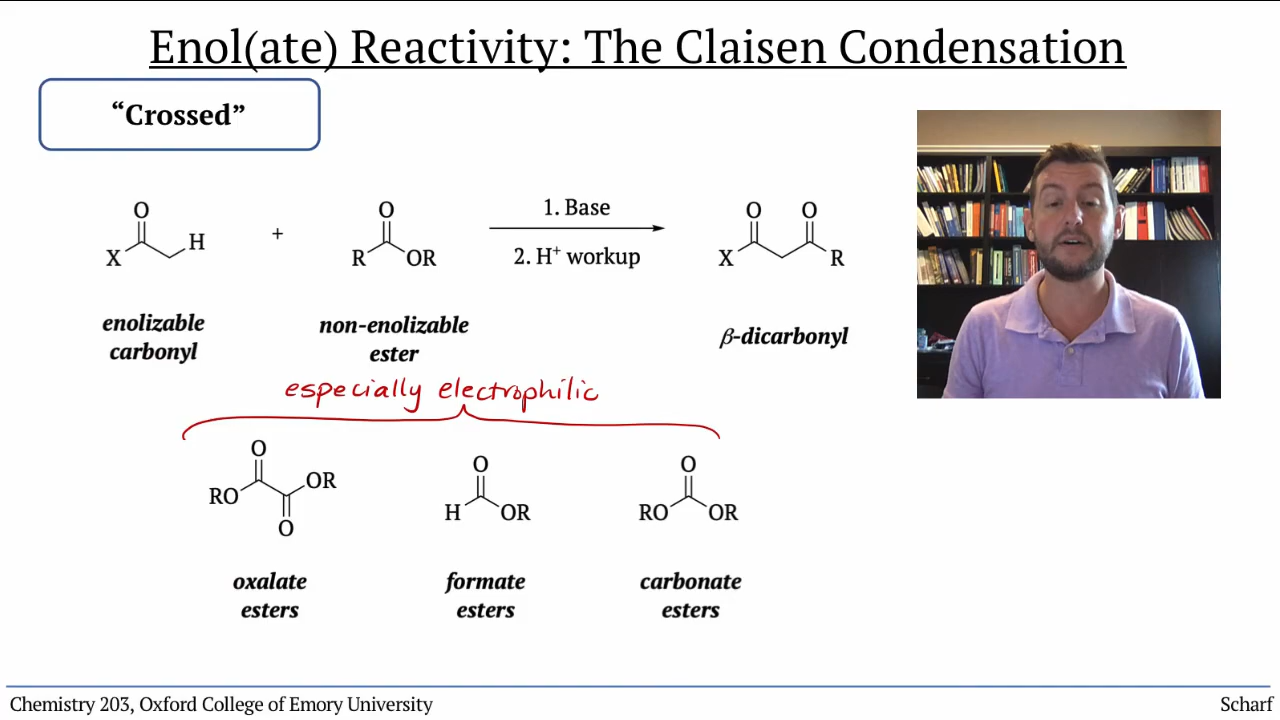 Enol(ate) Reactivity: The Claisen Condensation
“Crossed”
O
X
H
+
O
R
OR
1. Base
2. H⁺ workup
O
O
X
R
enolizable
carbonyl
non-enolizable
ester
β-dicarbonyl
especially electrophilic
O
RO
OR
O
O
H
OR
O
RO
OR
oxalate
esters
formate
esters
carbonate
esters
Chemistry 203, Oxford College of Emory University
Scharf